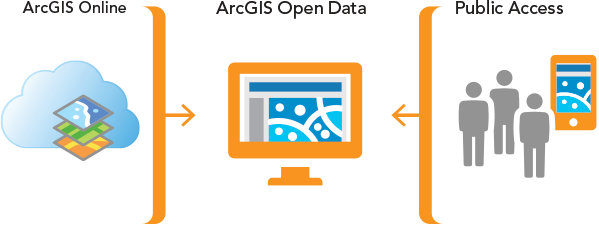 ArcGIS Online
ArcGIS Open Data
Public Access